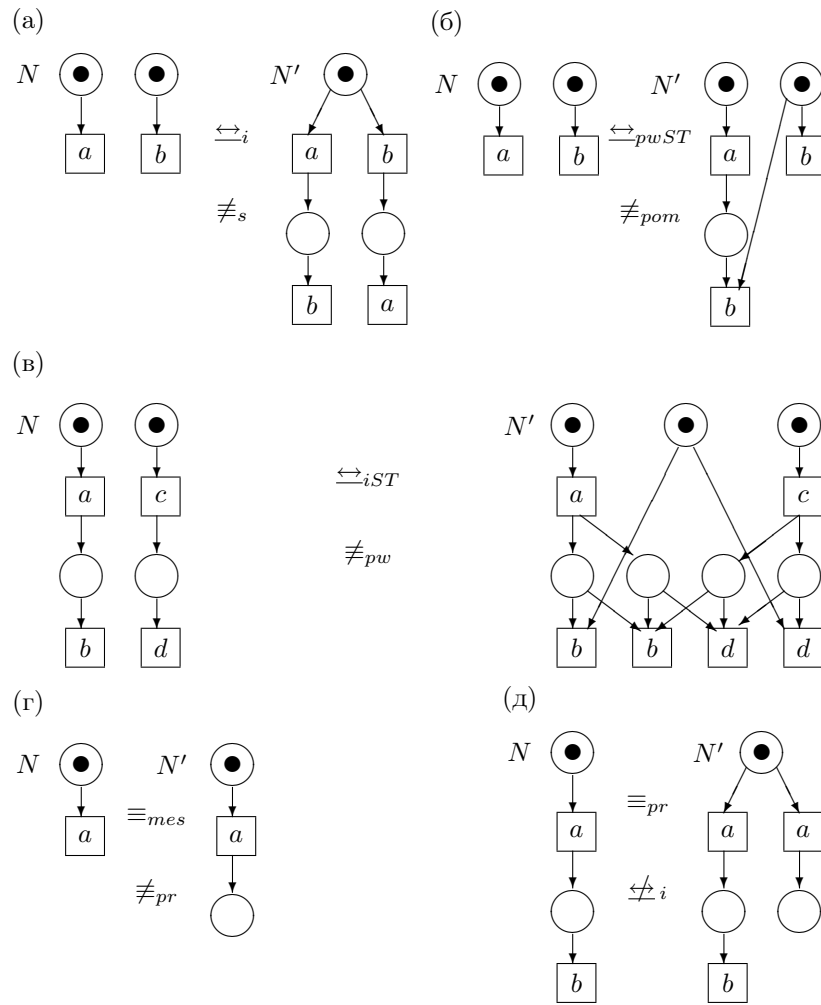 (а)
N N′
a b a b
↔i
≢s
b a
(б)
N N′
a b a b
↔pwST
≢pom
b
(в)
N N′
a c a c
↔iST
≢pw
b d b b d d
(г)
N N′
a a
≡mes
≢pr
(д)
N N′
a a a
≡pr
↮i
b b